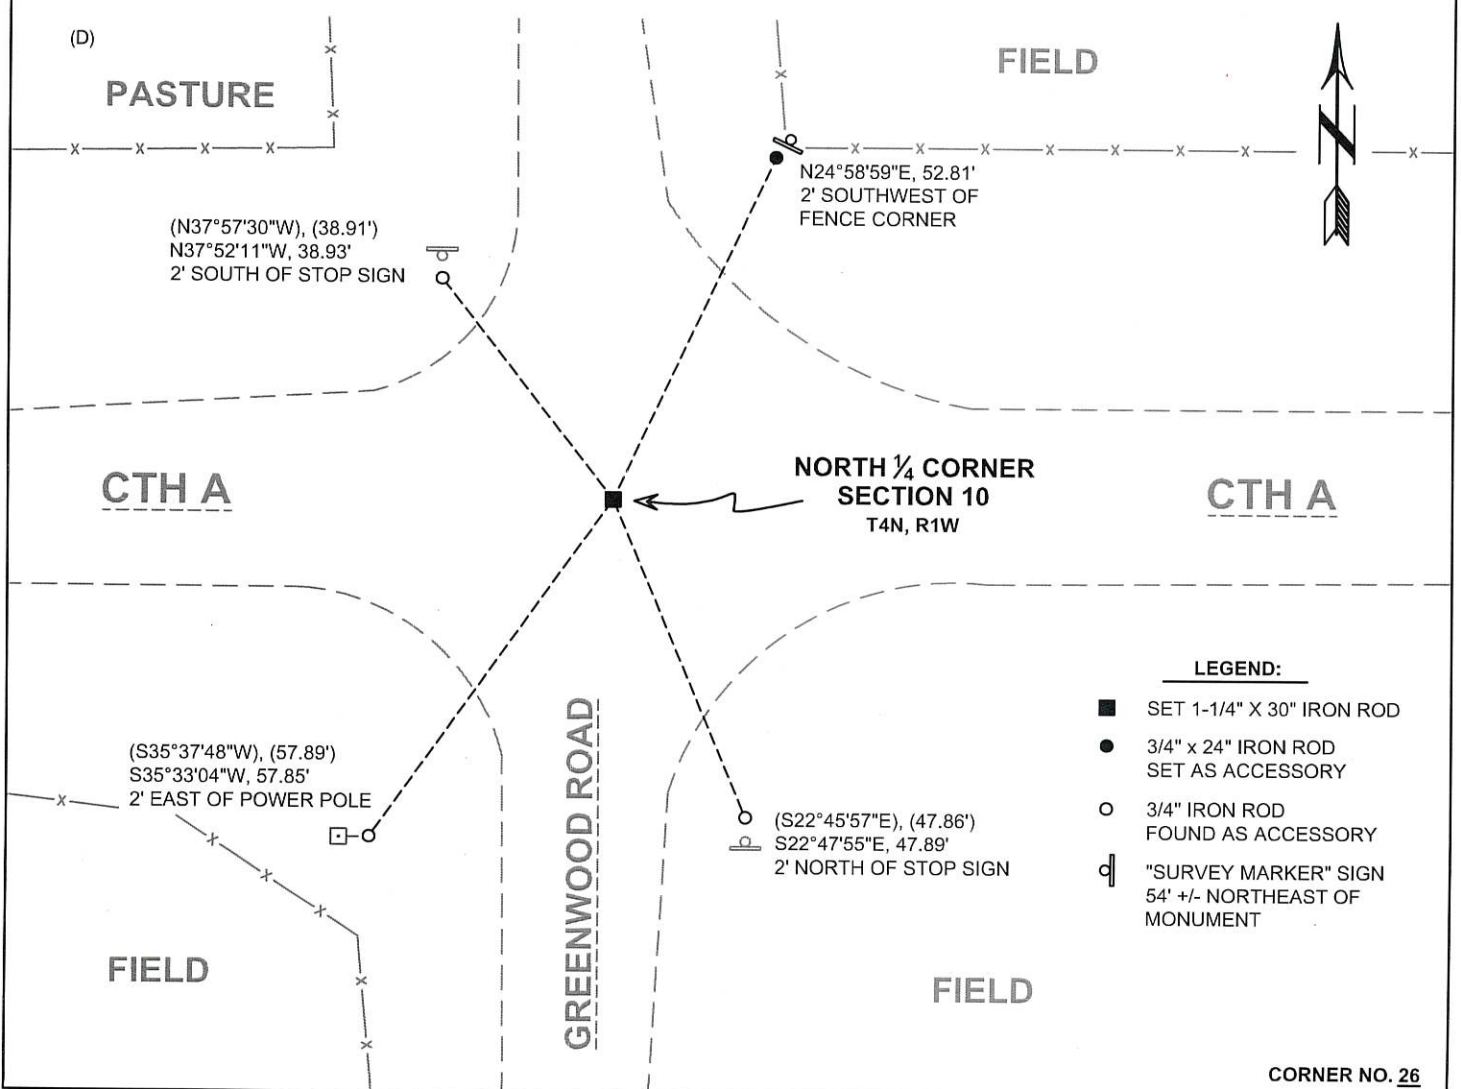 (D)
PASTURE
FIELD
N
N24°58'59"E, 52.81'
2' SOUTHWEST OF
FENCE CORNER
(N37°57'30"W), (38.91')
N37°52'11"W, 38.93'
2' SOUTH OF STOP SIGN
CTH A
NORTH ¼ CORNER
SECTION 10
T4N, R1W
CTH A
(S35°37'48"W), (57.89')
S35°33'04"W, 57.85'
2' EAST OF POWER POLE
GREENWOOD ROAD
(S22°45'57"E), (47.86')
S22°47'55"E, 47.89'
2' NORTH OF STOP SIGN
LEGEND:
SET 1-1/4" X 30" IRON ROD
3/4" x 24" IRON ROD
SET AS ACCESSORY
3/4" IRON ROD
FOUND AS ACCESSORY
"SURVEY MARKER" SIGN
54' +/- NORTHEAST OF
MONUMENT
FIELD
FIELD
CORNER NO. 26